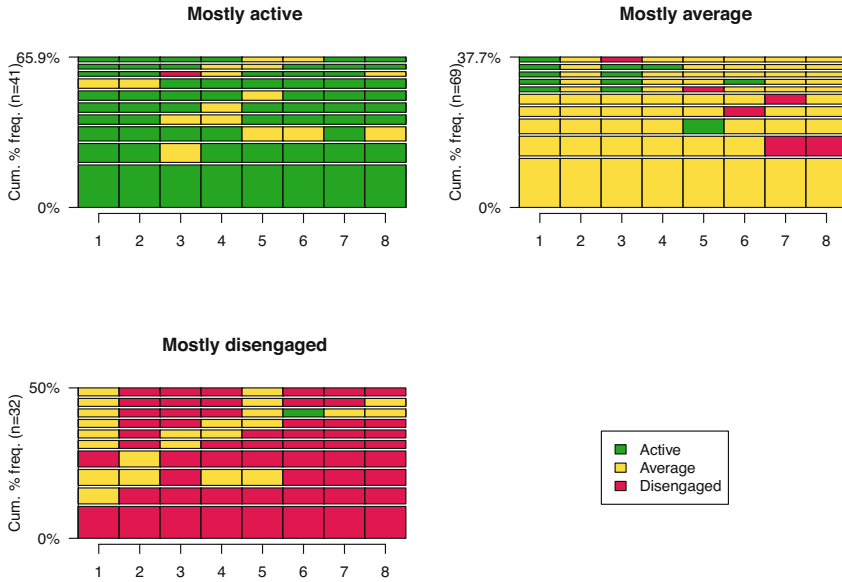 Mostly active
65.9%
Cum. % freq. (n=41)
0%
1 2 3 4 5 6 7 8
Mostly average
37.7%
Cum. % freq. (n=69)
0%
1 2 3 4 5 6 7 8
Mostly disengaged
50%
Cum. % freq. (n=32)
0%
1 2 3 4 5 6 7 8
Active
Average
Disengaged